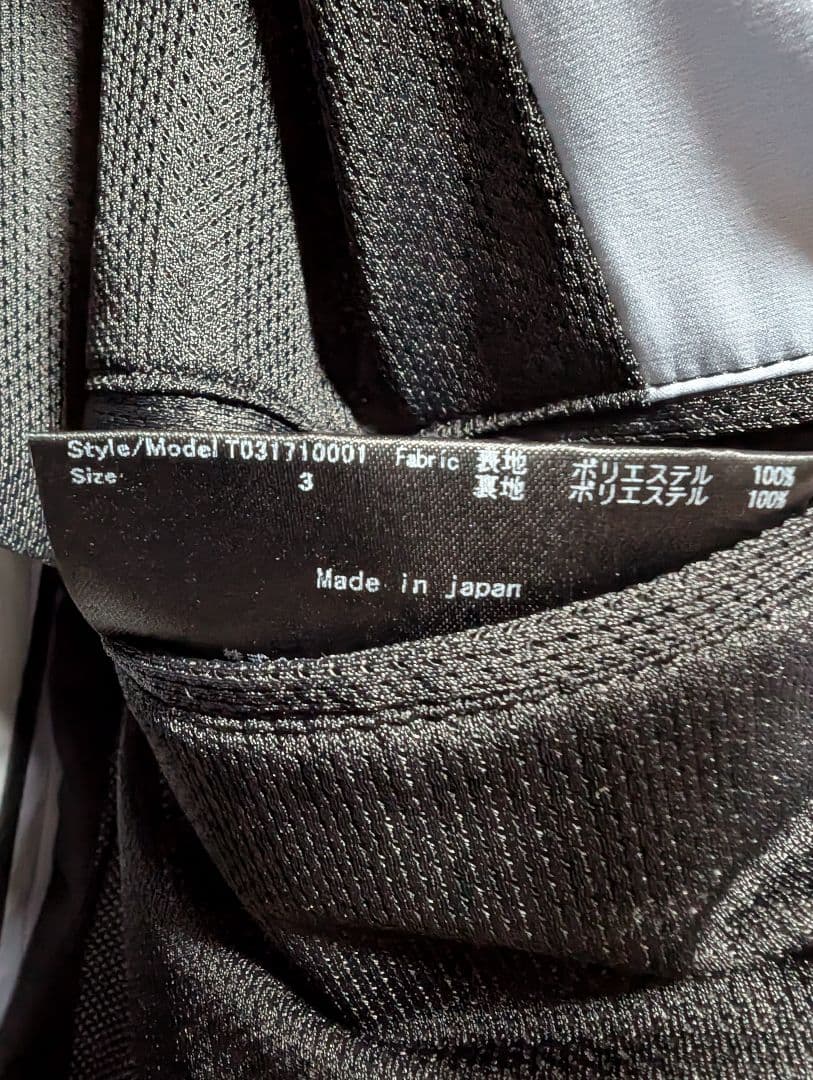 Style/Model T031710001 Fabric 表地 ポリエステル 100%
Size 3 裏地 ポリエステル 100%
Made in japan